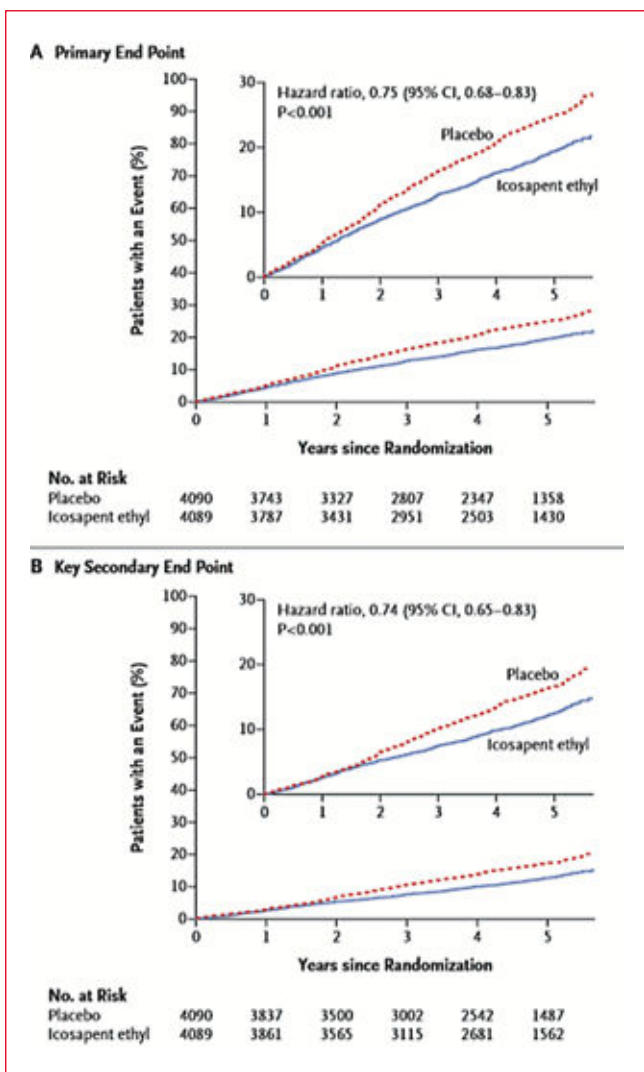 A Primary End Point
Patients with an Event (%)
100
90
80
70
60
50
40
30
20
10
0
30
20
10
0
Hazard ratio, 0.75 (95% CI, 0.68–0.83)
P<0.001
Placebo
Icosapent ethyl
0 1 2 3 4 5
0 1 2 3 4 5
Years since Randomization
No. at Risk
Placebo 4090 3743 3327 2807 2347 1358
Icosapent ethyl 4089 3787 3431 2951 2503 1430
B Key Secondary End Point
Patients with an Event (%)
100
90
80
70
60
50
40
30
20
10
0
30
20
10
0
Hazard ratio, 0.74 (95% CI, 0.65–0.83)
P<0.001
Placebo
Icosapent ethyl
0 1 2 3 4 5
0 1 2 3 4 5
Years since Randomization
No. at Risk
Placebo 4090 3837 3500 3002 2542 1487
Icosapent ethyl 4089 3861 3565 3115 2681 1562